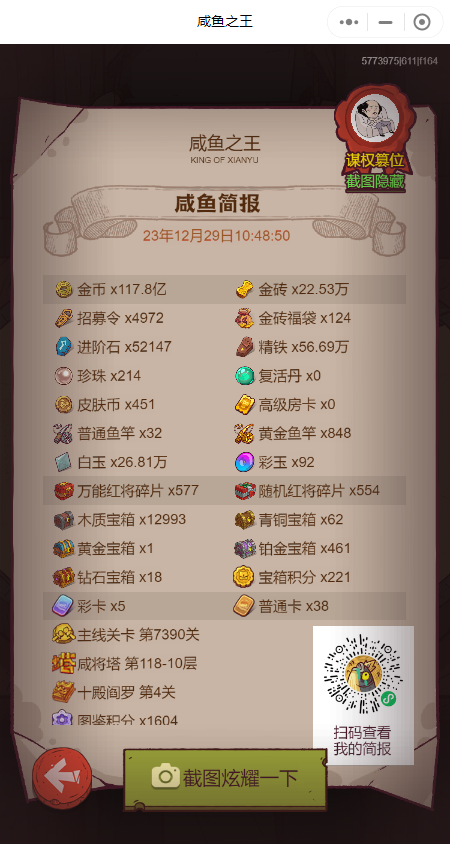 咸鱼之王
5773975|611|f164
咸鱼之王
KING OF XIANYU
谋权篡位
截图隐藏
咸鱼简报
23年12月29日10:48:50
金币 x117.8亿 金砖 x22.53万
招募令 x4972 金砖福袋 x124
进阶石 x52147 精铁 x56.69万
珍珠 x214 复活丹 x0
皮肤币 x451 高级房卡 x0
普通鱼竿 x32 黄金鱼竿 x848
白玉 x26.81万 彩玉 x92
万能红将碎片 x577 随机红将碎片 x554
木质宝箱 x12993 青铜宝箱 x62
黄金宝箱 x1 铂金宝箱 x461
钻石宝箱 x18 宝箱积分 x221
彩卡 x5 普通卡 x38
主线关卡 第7390关
咸将塔 第118-10层
十殿阎罗 第4关
图鉴积分 x1604
扫码查看
我的简报
截图炫耀一下